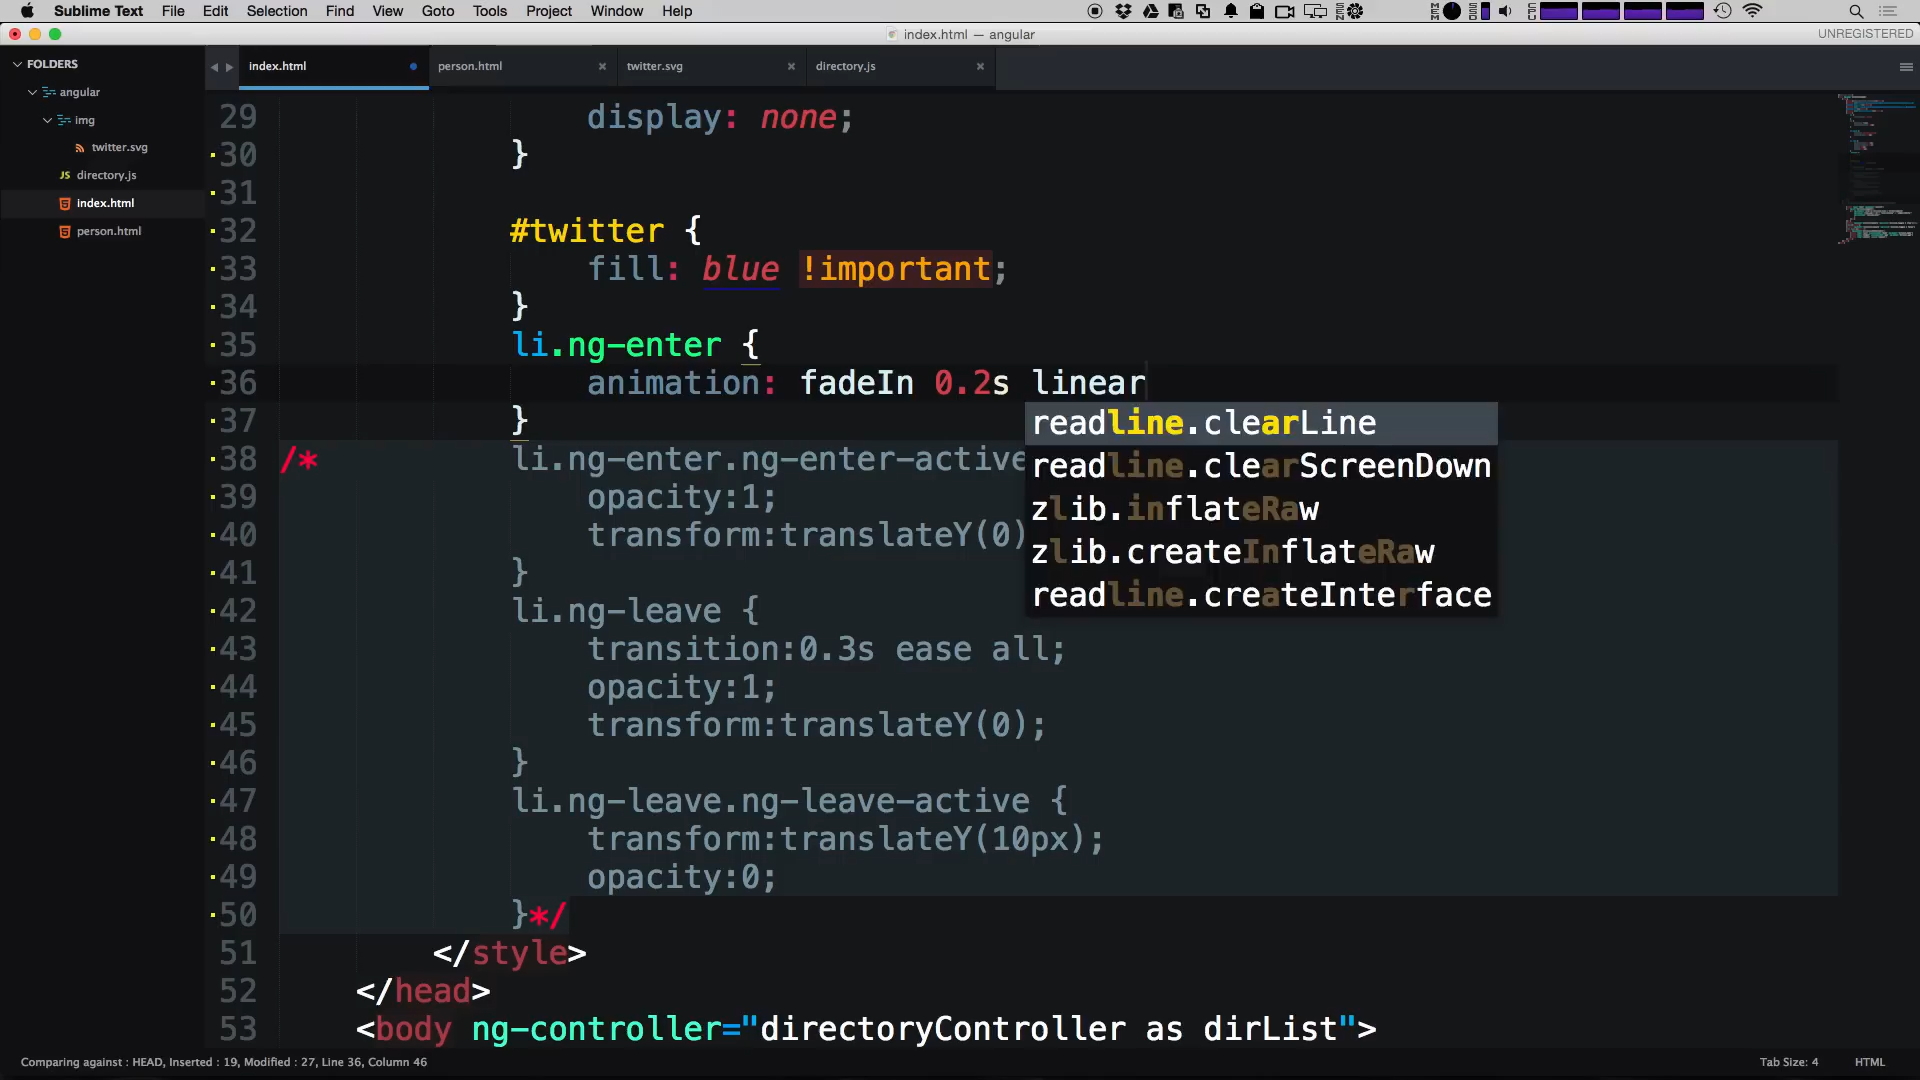 Sublime Text File Edit Selection Find View Goto Tools Project Window Help
index.html — angular
UNREGISTERED
FOLDERS
angular
img
twitter.svg
directory.js
index.html
person.html
index.html person.html twitter.svg directory.js
29 display: none;
30 }
31
32 #twitter {
33 fill: blue !important;
34 }
35 li.ng-enter {
36 animation: fadeIn 0.2s linear
37 }
38 /* li.ng-enter.ng-enter-active
39 opacity:1;
40 transform:translateY(0)
41 }
42 li.ng-leave {
43 transition:0.3s ease all;
44 opacity:1;
45 transform:translateY(0);
46 }
47 li.ng-leave.ng-leave-active {
48 transform:translateY(10px);
49 opacity:0;
50 }*/
51 </style>
52 </head>
53 <body ng-controller="directoryController as dirList">
readline.clearLine
readline.clearScreenDown
zlib.inflateRaw
zlib.createInflateRaw
readline.createInterface
Comparing against : HEAD, Inserted : 19, Modified : 27, Line 36, Column 46
Tab Size: 4 HTML